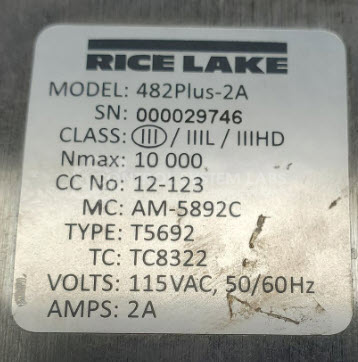 RICE LAKE
MODEL: 482Plus-2A
SN: 000029746
CLASS: III / IIIL / IIIHD
Nmax: 10 000
CC No: 12-123
MC: AM-5892C
TYPE: T5692
TC: TC8322
VOLTS: 115VAC, 50/60Hz
AMPS: 2A